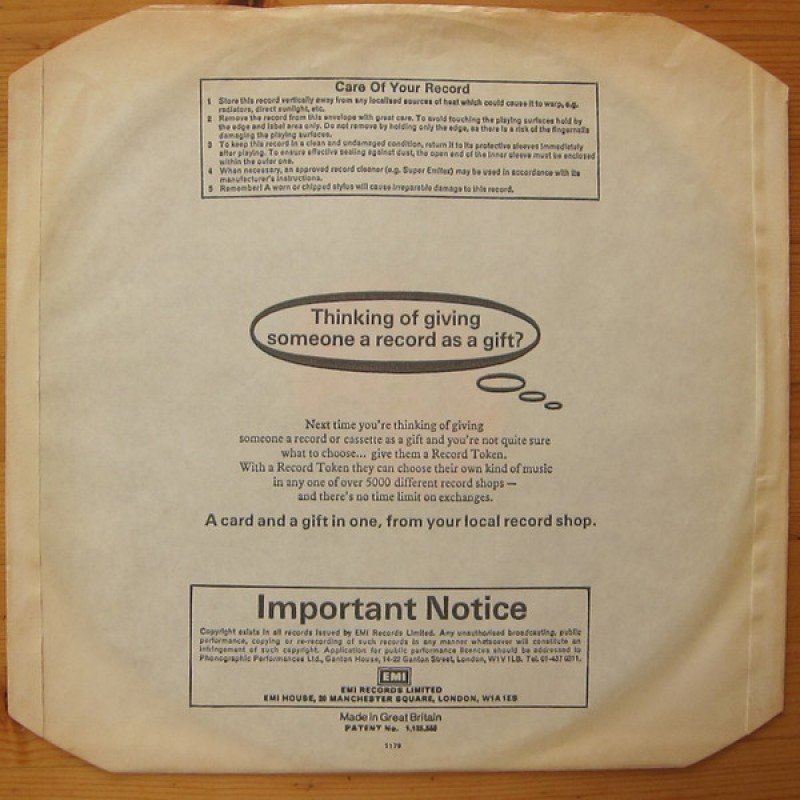 Care Of Your Record
1 Store this record vertically away from any localised sources of heat which could cause it to warp, e.g.
radiators, direct sunlight, etc.
2 Remove the record from this envelope with great care. To avoid touching the playing surfaces hold by
the edge and label area only. Do not remove by holding only the edge, as there is a risk of the fingernails
damaging the playing surfaces.
3 To keep this record in a clean and undamaged condition, return it to its protective sleeves immediately
after playing. To ensure effective sealing against dust, the open end of the inner sleeve must be enclosed
within the outer one.
4 When necessary, an approved record cleaner (e.g. Super Emitex) may be used in accordance with its
manufacturer's instructions.
5 Remember! A worn or chipped stylus will cause irreparable damage to this record.
Thinking of giving
someone a record as a gift?
Next time you're thinking of giving
someone a record or cassette as a gift and you're not quite sure
what to choose... give them a Record Token.
With a Record Token they can choose their own kind of music
in any one of over 5000 different record shops —
and there's no time limit on exchanges.
A card and a gift in one, from your local record shop.
Important Notice
Copyright exists in all records issued by EMI Records Limited. Any unauthorised broadcasting, public
performance, copying or re-recording of such records in any manner whatsoever will constitute an
infringement of such copyright. Application for public performance licences should be addressed to
Phonographic Performances Ltd., Ganton House, 14-22 Ganton Street, London, W1V 1LB. Tel. 01-437 0311.
EMI
EMI RECORDS LIMITED
EMI HOUSE, 20 MANCHESTER SQUARE, LONDON, W1A 1ES
Made in Great Britain
PATENT No.
5179